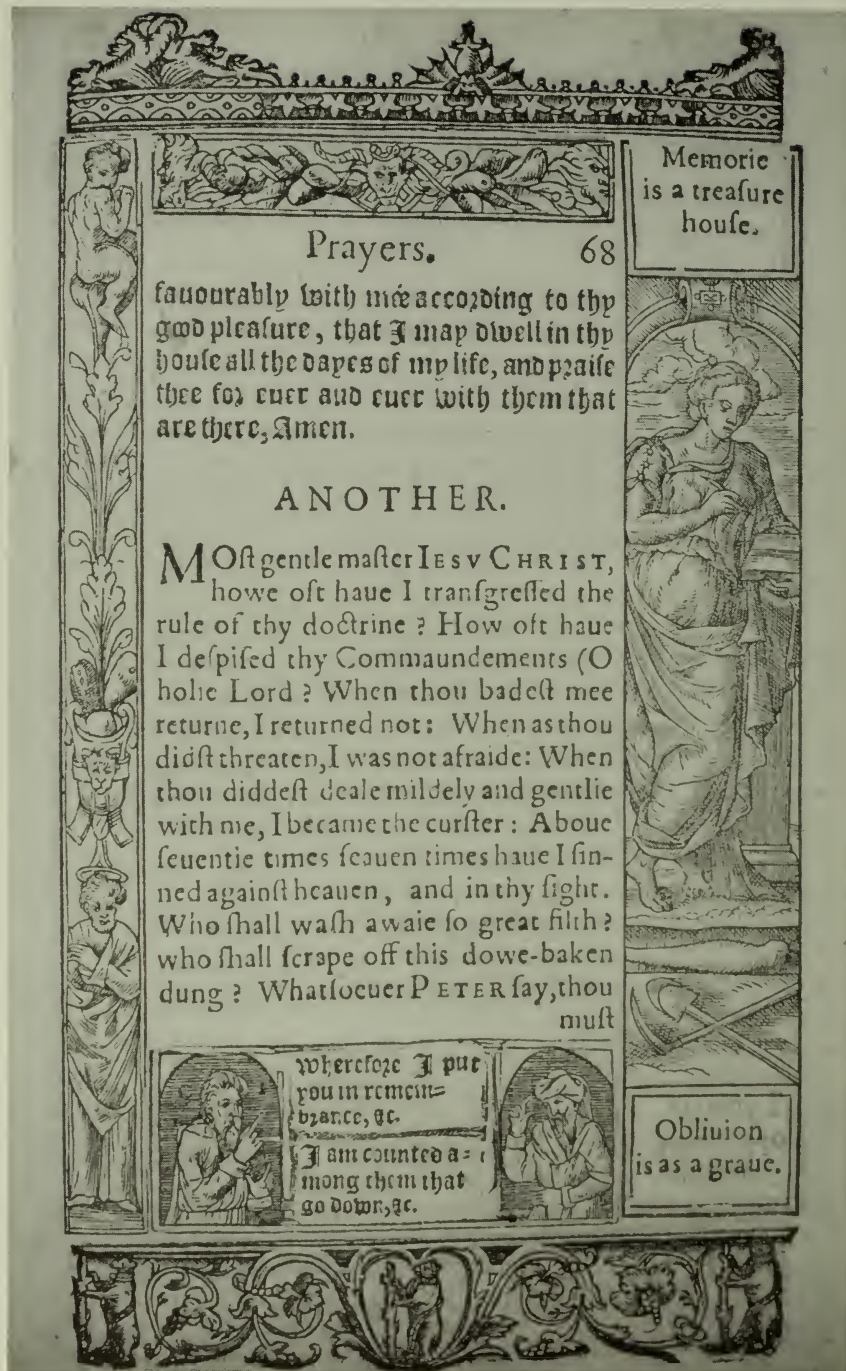 Prayers. 68
fauourably with mée accoꝛding to thy
good pleaſure, that I may dwell in thy
houſe all the dayes of my life, and pꝛaiſe
thee foꝛ euer and euer with them that
are there, Amen.
ANOTHER.
MOſt gentle maſter IESV CHRIST,
howe oft haue I tranſgreſſed the
rule of thy doctrine ? How oft haue
I deſpiſed thy Commaundements (O
holie Lord ? When thou badeſt mee
returne, I returned not: When as thou
didſt threaten, I was not afraide: When
thou diddeſt deale mildely and gentlie
with me, I became the curſter : Aboue
ſeuentie times ſeauen times haue I ſin-
ned againſt heauen, and in thy ſight.
Who ſhall waſh awaie ſo great filth ?
who ſhall ſcrape off this dowe-baken
dung ? Whatſoeuer PETER ſay, thou
muſt
Memorie
is a treaſure
houſe.
Obliuion
is as a graue.
Wherefoꝛe I put
you in remem-
bꝛance, &c.
I am counted a-
mong them that
go down, &c.